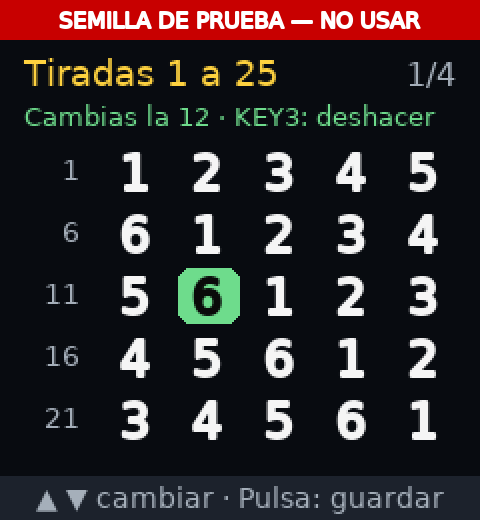 SEMILLA DE PRUEBA — NO USAR
Tiradas 1 a 25 1/4
Cambias la 12 · KEY3: deshacer
1 1 2 3 4 5
6 6 1 2 3 4
11 5 6 1 2 3
16 4 5 6 1 2
21 3 4 5 6 1
▲ ▼ cambiar · Pulsa: guardar